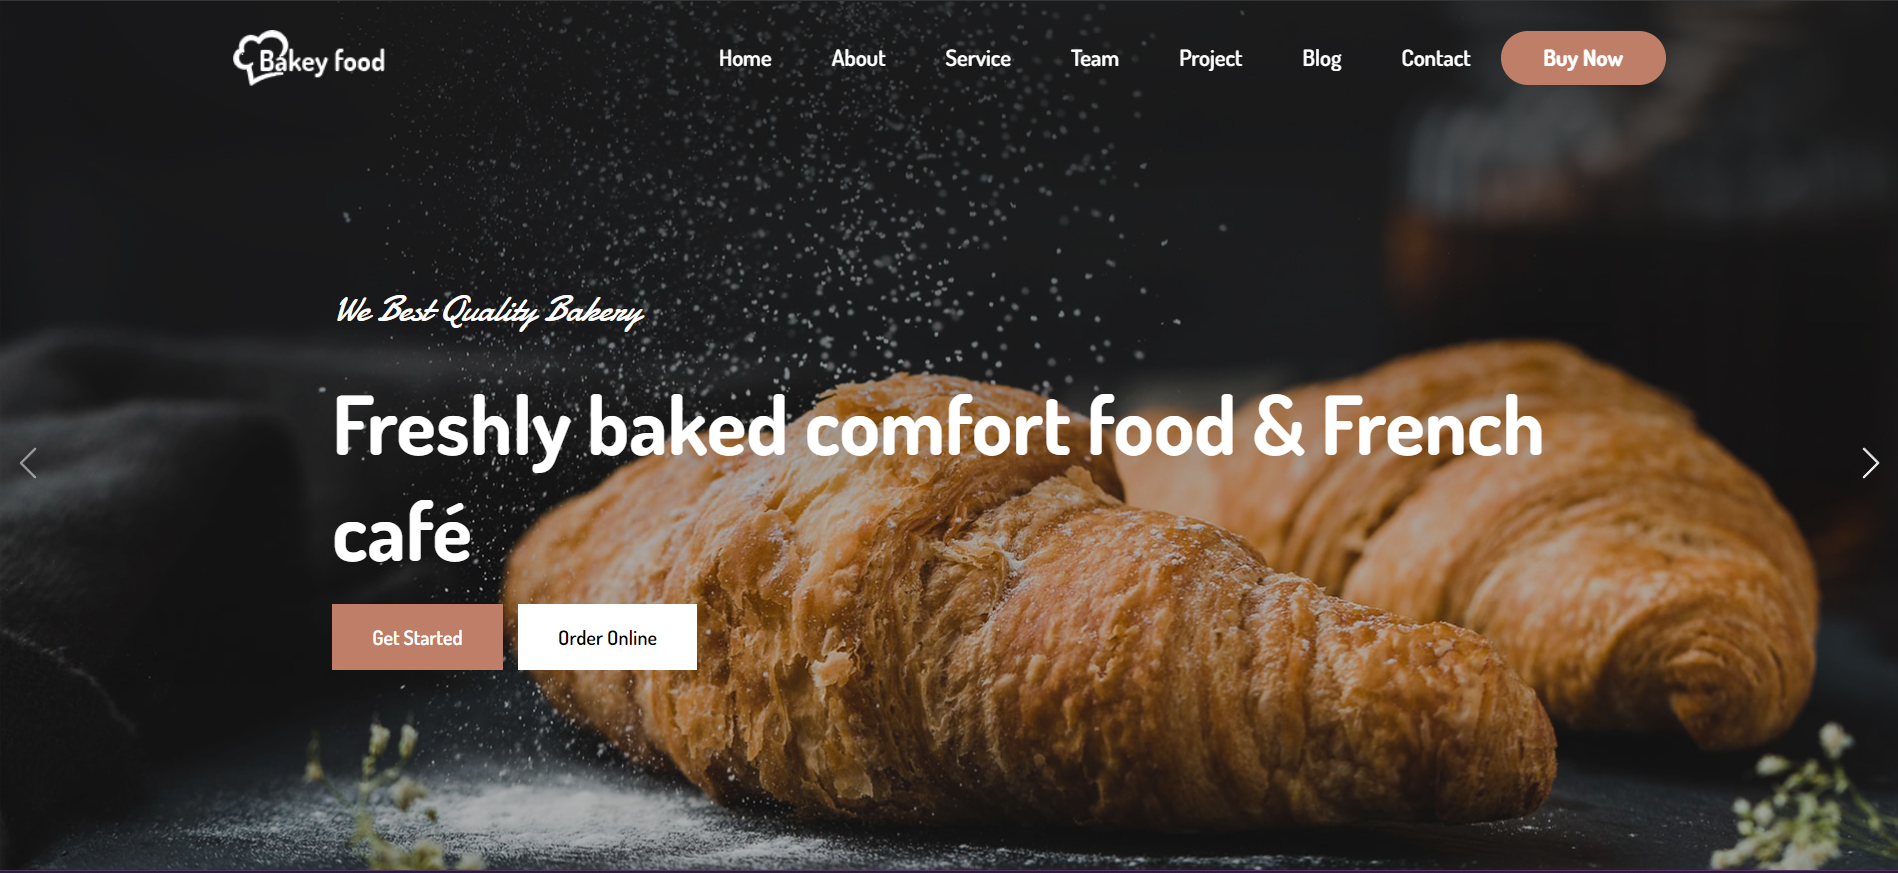 Bakey food
Home About Service Team Project Blog Contact Buy Now
We Best Quality Bakery
Freshly baked comfort food & French
café
Get Started Order Online